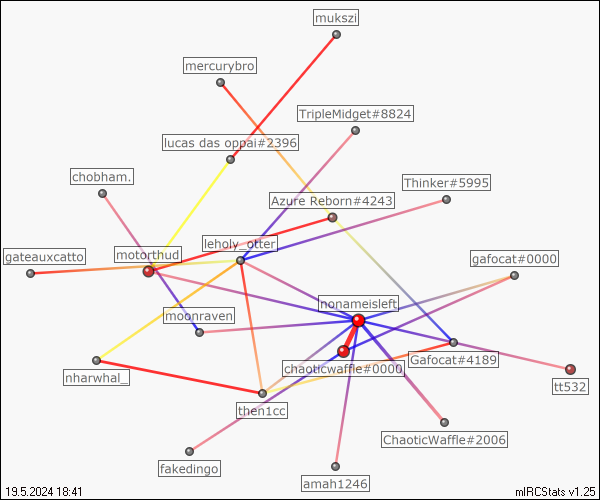 mukszi
mercurybro
TripleMidget#8824
lucas das oppai#2396
chobham.
Thinker#5995
Azure Reborn#4243
leholy_otter
motorthud
gateauxcatto
gafocat#0000
nonameisleft
moonraven
Gafocat#4189
chaoticwaffle#0000
nharwhal_
tt532
then1cc
ChaoticWaffle#2006
fakedingo
amah1246
19.5.2024 18:41
mIRCStats v1.25